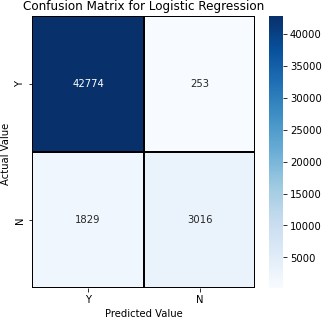 Confusion Matrix for Logistic Regression
42774 253
1829 3016
Y
N
Actual Value
Y N
Predicted Value
40000
35000
30000
25000
20000
15000
10000
5000